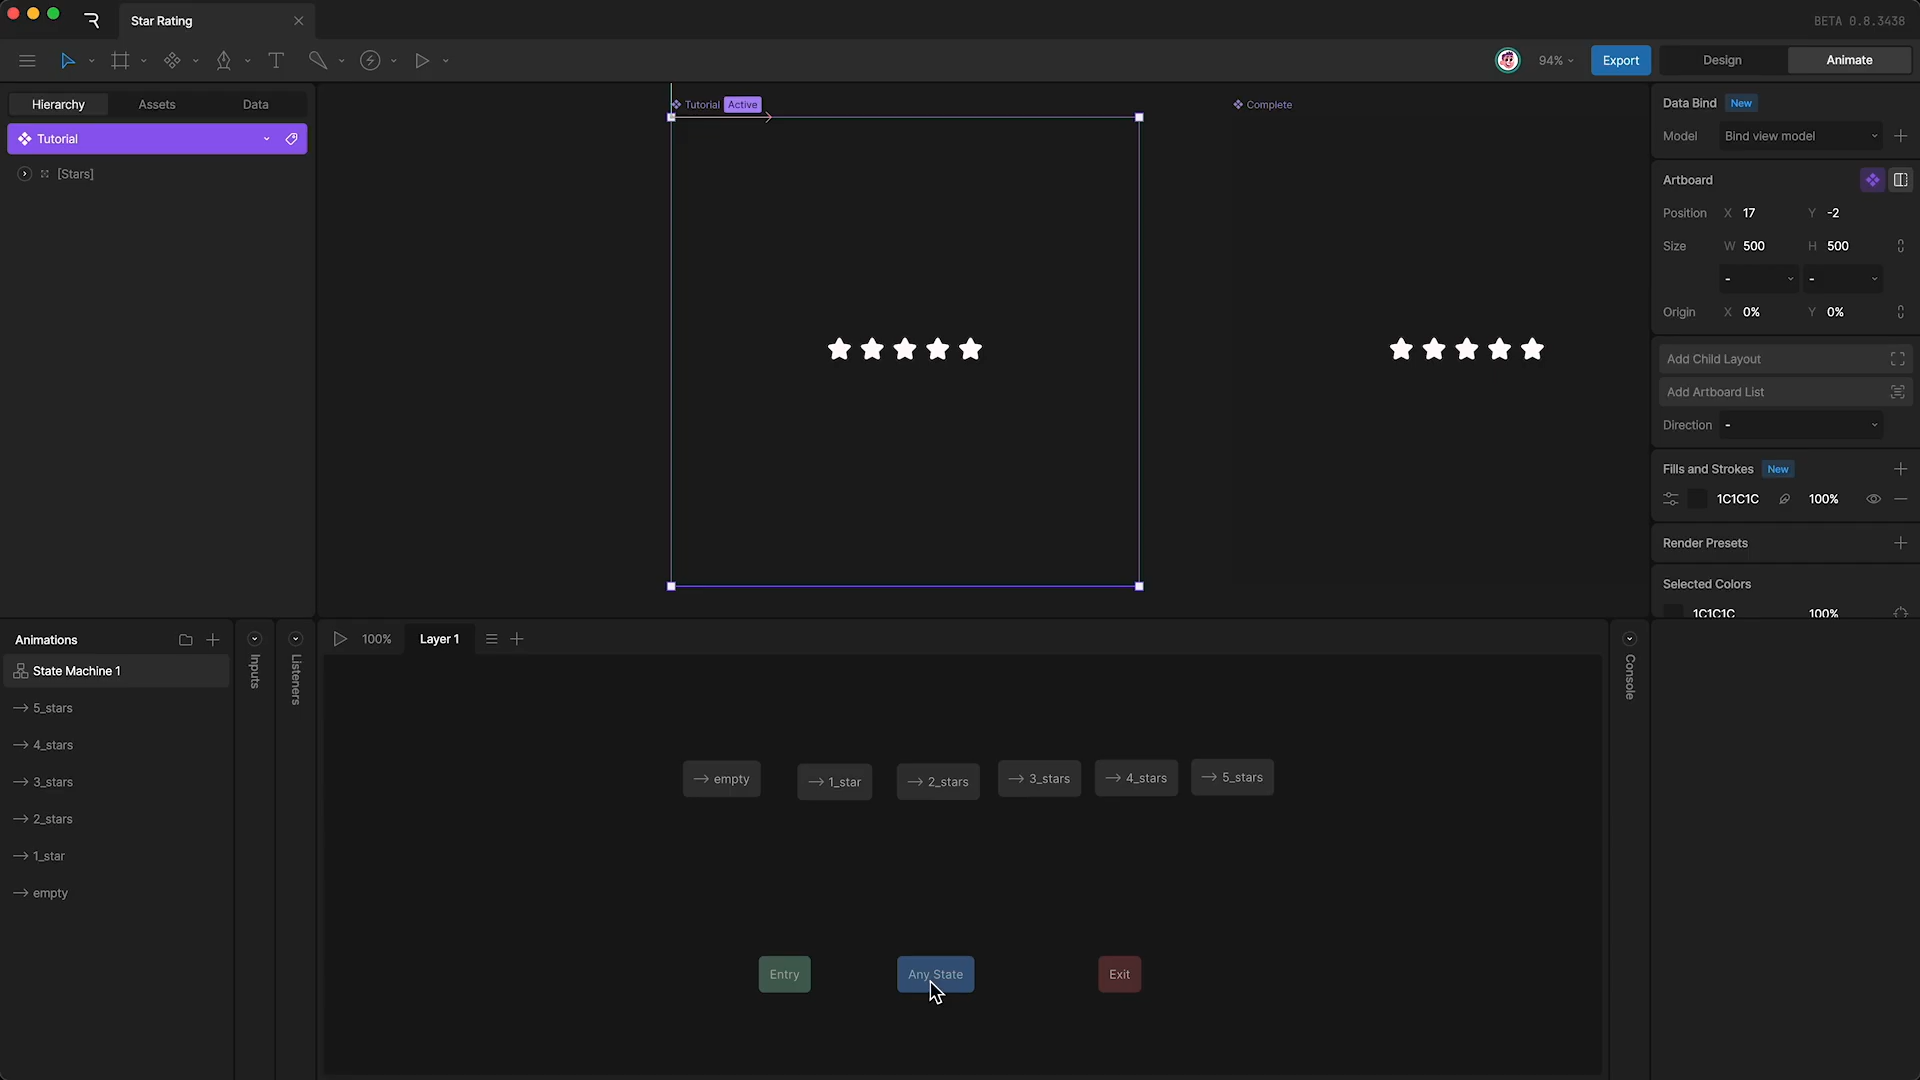 Star Rating
BETA 0.8.3438
94%
Export
Design
Animate
Hierarchy
Assets
Data
Tutorial
[Stars]
Tutorial
Active
Complete
Data Bind
New
Model
Bind view model
Artboard
Position
X
17
Y
-2
Size
W
500
H
500
-
-
Origin
X
0%
Y
0%
Add Child Layout
Add Artboard List
Direction
-
Fills and Strokes
New
1C1C1C
100%
Render Presets
Selected Colors
1C1C1C
100%
Animations
State Machine 1
5_stars
4_stars
3_stars
2_stars
1_star
empty
Inputs
Listeners
100%
Layer 1
empty
1_star
2_stars
3_stars
4_stars
5_stars
Entry
Any State
Exit
Console